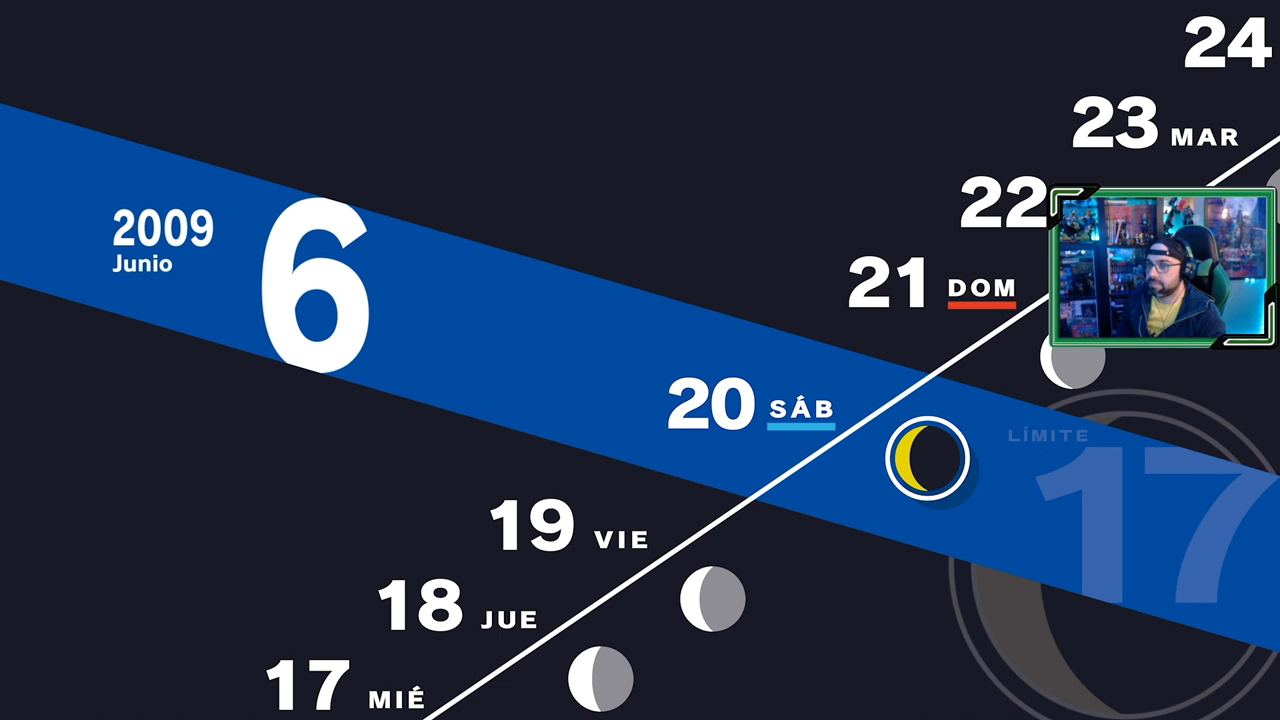 24
23 MAR
22
21 DOM
2009
Junio
6
20 SÁB
LÍMITE
17
19 VIE
18 JUE
17 MIÉ